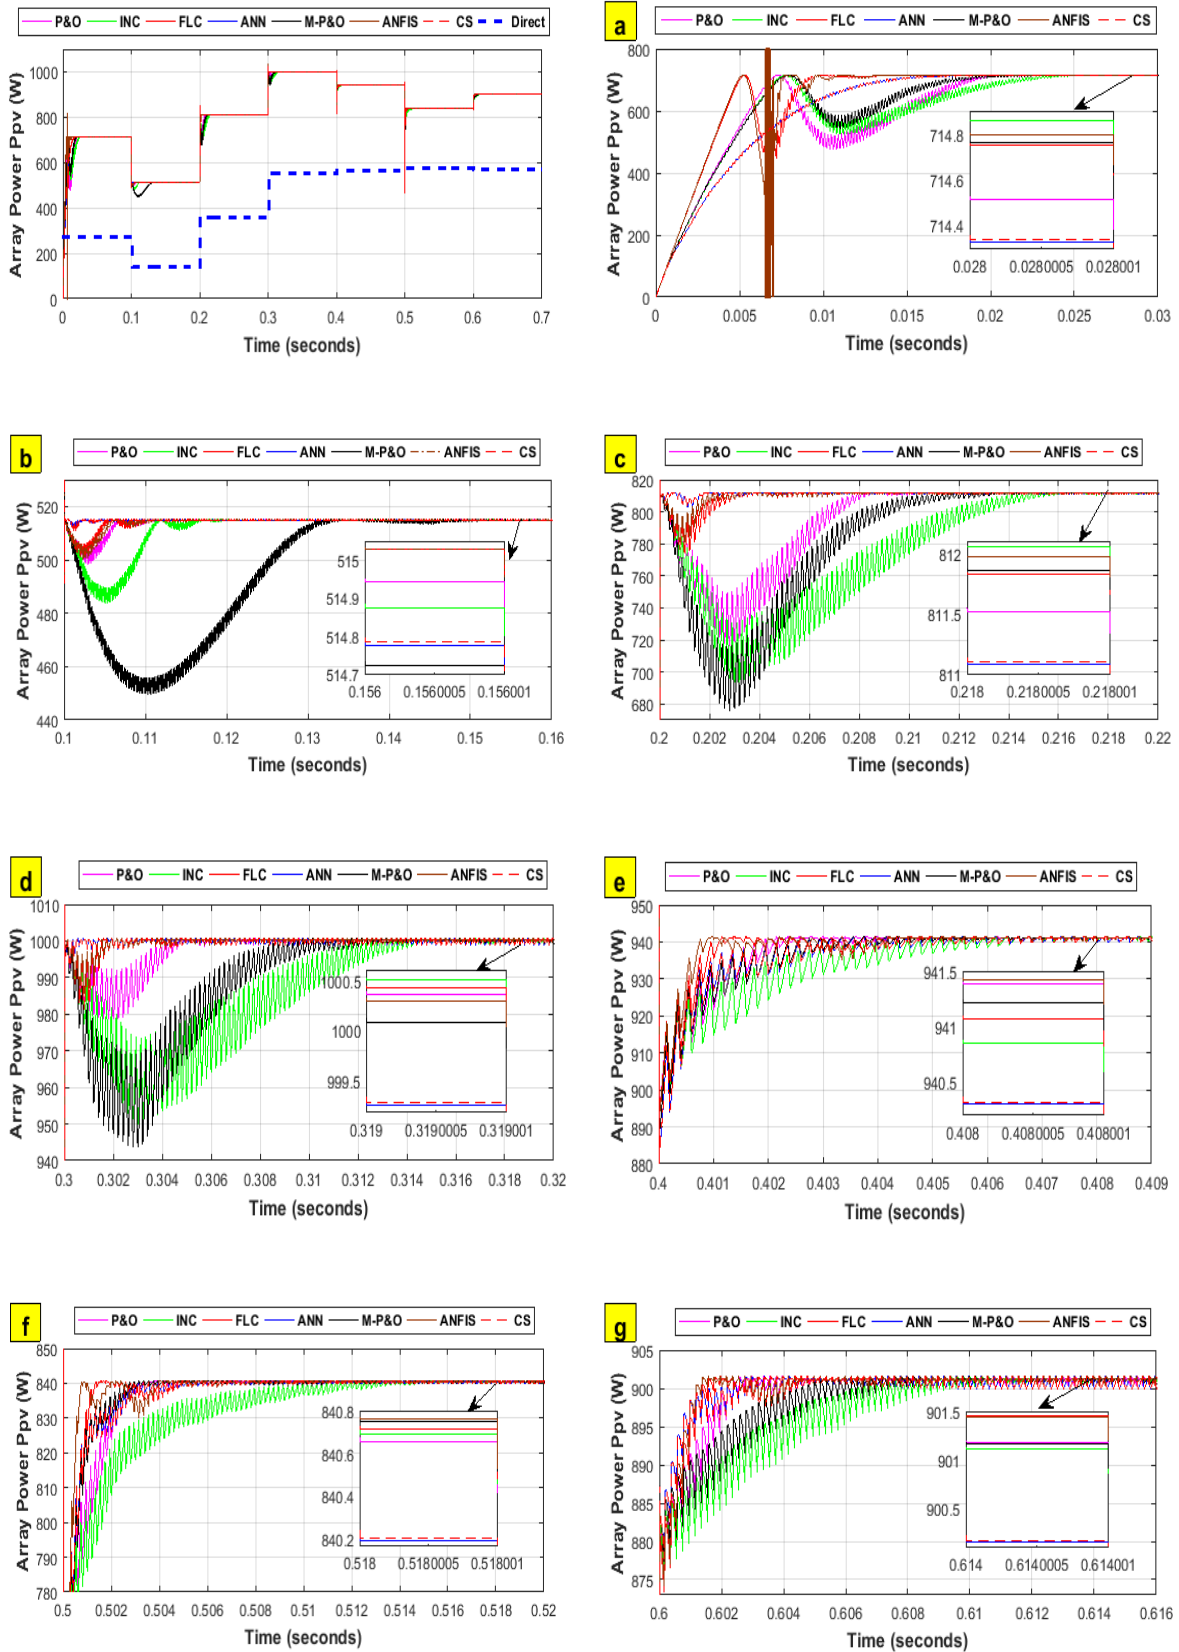 P&O INC FLC ANN M-P&O ANFIS CS Direct
Array Power Ppv (W)
1000
800
600
400
200
0
0 0.1 0.2 0.3 0.4 0.5 0.6 0.7
Time (seconds)
a
P&O INC FLC ANN M-P&O ANFIS CS
Array Power Ppv (W)
800
600
400
200
0
714.8
714.6
714.4
0.028 0.0280005 0.028001
0 0.005 0.01 0.015 0.02 0.025 0.03
Time (seconds)
b
P&O INC FLC ANN M-P&O ANFIS CS
Array Power Ppv (W)
520
500
480
460
440
515
514.9
514.8
514.7
0.156 0.1560005 0.156001
0.1 0.11 0.12 0.13 0.14 0.15 0.16
Time (seconds)
c
P&O INC FLC ANN M-P&O ANFIS CS
Array Power Ppv (W)
820
800
780
760
740
720
700
680
812
811.5
811
0.218 0.2180005 0.218001
0.2 0.202 0.204 0.206 0.208 0.21 0.212 0.214 0.216 0.218 0.22
Time (seconds)
d
P&O INC FLC ANN M-P&O ANFIS CS
Array Power Ppv (W)
1010
1000
990
980
970
960
950
940
1000.5
1000
999.5
0.319 0.3190005 0.319001
0.3 0.302 0.304 0.306 0.308 0.31 0.312 0.314 0.316 0.318 0.32
Time (seconds)
e
P&O INC FLC ANN M-P&O ANFIS CS
Array Power Ppv (W)
950
940
930
920
910
900
890
880
941.5
941
940.5
0.408 0.4080005 0.408001
0.4 0.401 0.402 0.403 0.404 0.405 0.406 0.407 0.408 0.409
Time (seconds)
f
P&O INC FLC ANN M-P&O ANFIS CS
Array Power Ppv (W)
850
840
830
820
810
800
790
780
840.8
840.6
840.4
840.2
0.518 0.5180005 0.518001
0.5 0.502 0.504 0.506 0.508 0.51 0.512 0.514 0.516 0.518 0.52
Time (seconds)
g
P&O INC FLC ANN M-P&O ANFIS CS
Array Power Ppv (W)
905
900
895
890
885
880
875
901.5
901
900.5
0.614 0.6140005 0.614001
0.6 0.602 0.604 0.606 0.608 0.61 0.612 0.614 0.616
Time (seconds)